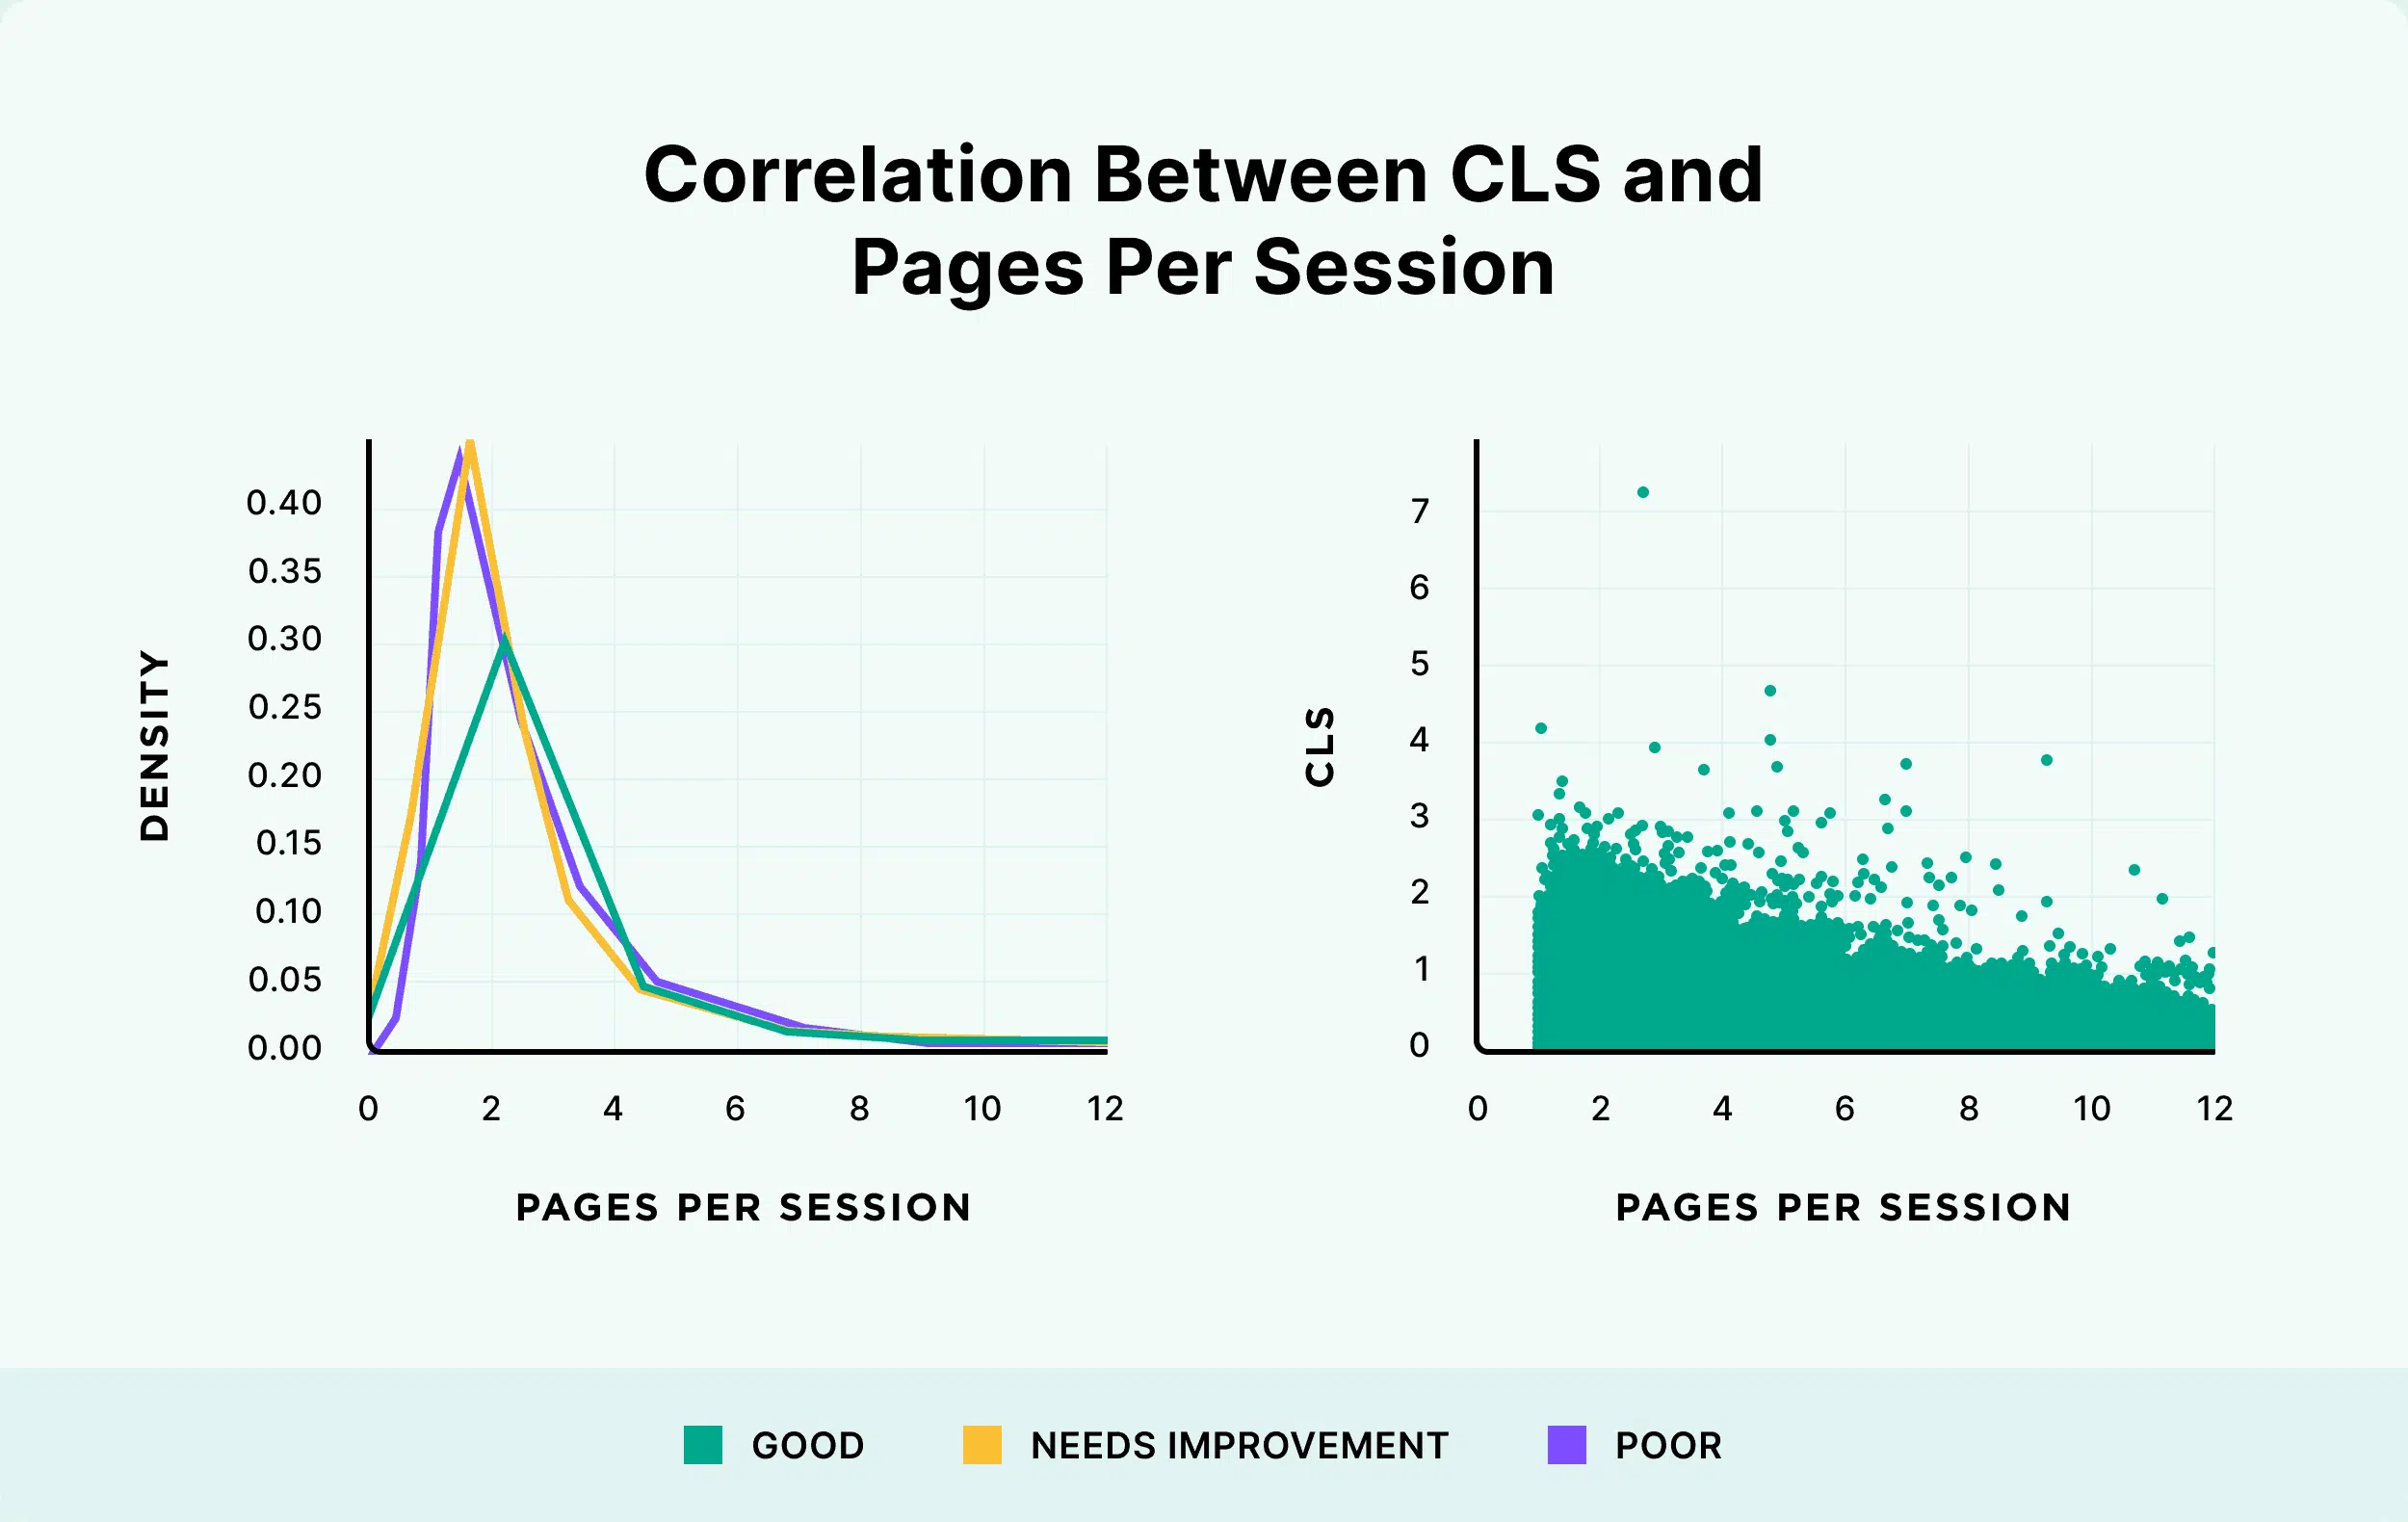 Correlation Between CLS and
Pages Per Session
DENSITY
0.40
0.35
0.30
0.25
0.20
0.15
0.10
0.05
0.00
0 2 4 6 8 10 12
PAGES PER SESSION
CLS
7
6
5
4
3
2
1
0
0 2 4 6 8 10 12
PAGES PER SESSION
GOOD NEEDS IMPROVEMENT POOR